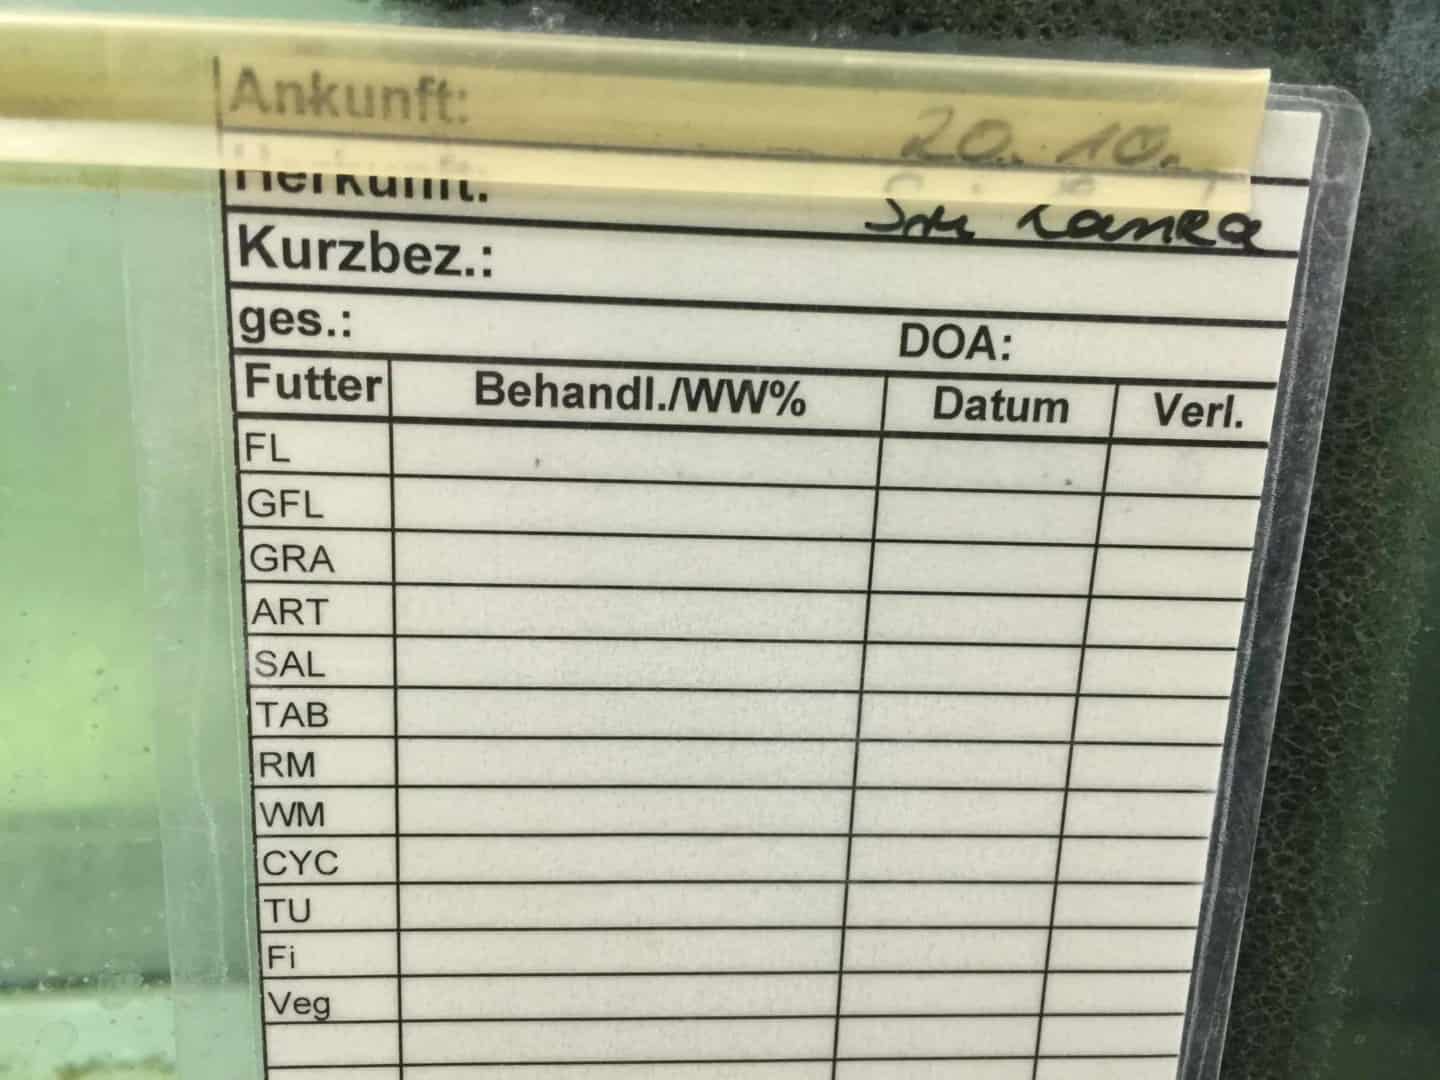 Ankunft: 20. 10.
Herkunft: Sri Lanka
Kurzbez.:
ges.: DOA:
Futter Behandl./WW% Datum Verl.
FL
GFL
GRA
ART
SAL
TAB
RM
WM
CYC
TU
Fi
Veg